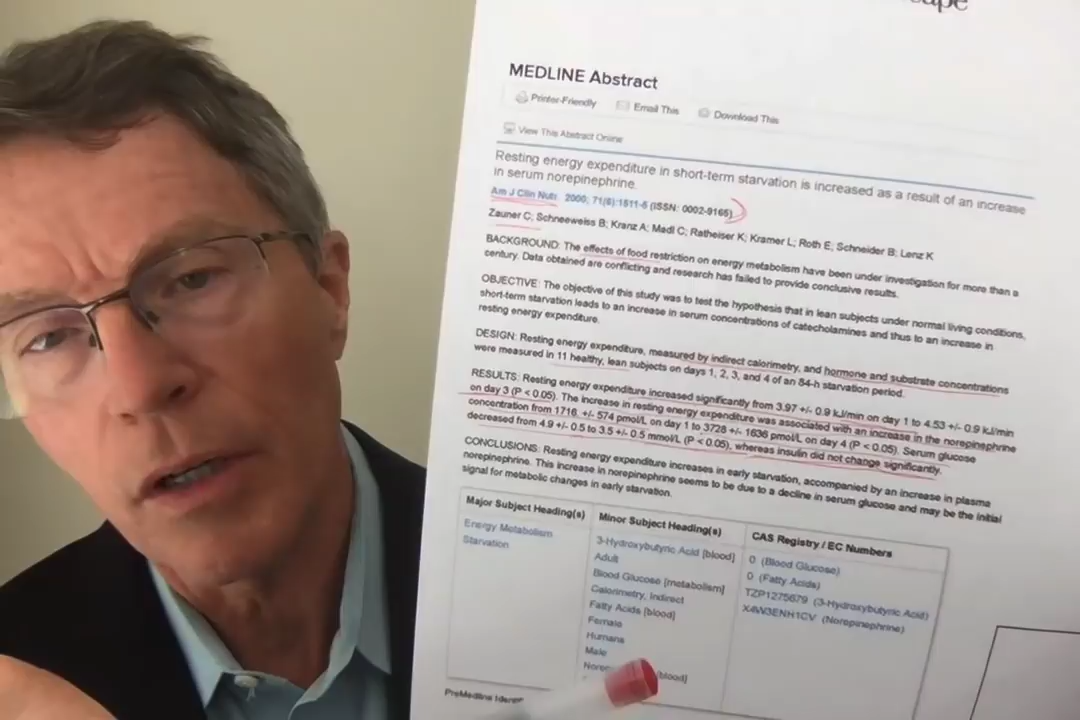 MEDLINE Abstract
Printer-Friendly Email This Download This
View This Abstract Online
Resting energy expenditure in short-term starvation is increased as a result of an increase
in serum norepinephrine.
Am J Clin Nutr 2000; 71(6):1511-5 (ISSN: 0002-9165)
Zauner C; Schneeweiss B; Kranz A; Madl C; Ratheiser K; Kramer L; Roth E; Schneider B; Lenz K
BACKGROUND: The effects of food restriction on energy metabolism have been under investigation for more than a
century. Data obtained are conflicting and research has failed to provide conclusive results.
OBJECTIVE: The objective of this study was to test the hypothesis that in lean subjects under normal living conditions,
short-term starvation leads to an increase in serum concentrations of catecholamines and thus to an increase in
resting energy expenditure.
DESIGN: Resting energy expenditure, measured by indirect calorimetry, and hormone and substrate concentrations
were measured in 11 healthy, lean subjects on days 1, 2, 3, and 4 of an 84-h starvation period.
RESULTS: Resting energy expenditure increased significantly from 3.97 +/- 0.9 kJ/min on day 1 to 4.53 +/- 0.9 kJ/min
on day 3 (P < 0.05). The increase in resting energy expenditure was associated with an increase in the norepinephrine
concentration from 1716. +/- 574 pmol/L on day 1 to 3728 +/- 1636 pmol/L on day 4 (P < 0.05). Serum glucose
decreased from 4.9 +/- 0.5 to 3.5 +/- 0.5 mmol/L (P < 0.05), whereas insulin did not change significantly.
CONCLUSIONS: Resting energy expenditure increases in early starvation, accompanied by an increase in plasma
norepinephrine. This increase in norepinephrine seems to be due to a decline in serum glucose and may be the initial
signal for metabolic changes in early starvation.
Major Subject Heading(s) Minor Subject Heading(s) CAS Registry / EC Numbers
Energy Metabolism
Starvation
3-Hydroxybutyric Acid [blood]
Adult
Blood Glucose [metabolism]
Calorimetry, Indirect
Fatty Acids [blood]
Female
Humans
Male
[blood]
0 (Blood Glucose)
0 (Fatty Acids)
TZP1275679 (3-Hydroxybutyric Acid)
X4W3ENH1CV (Norepinephrine)
PreMedline